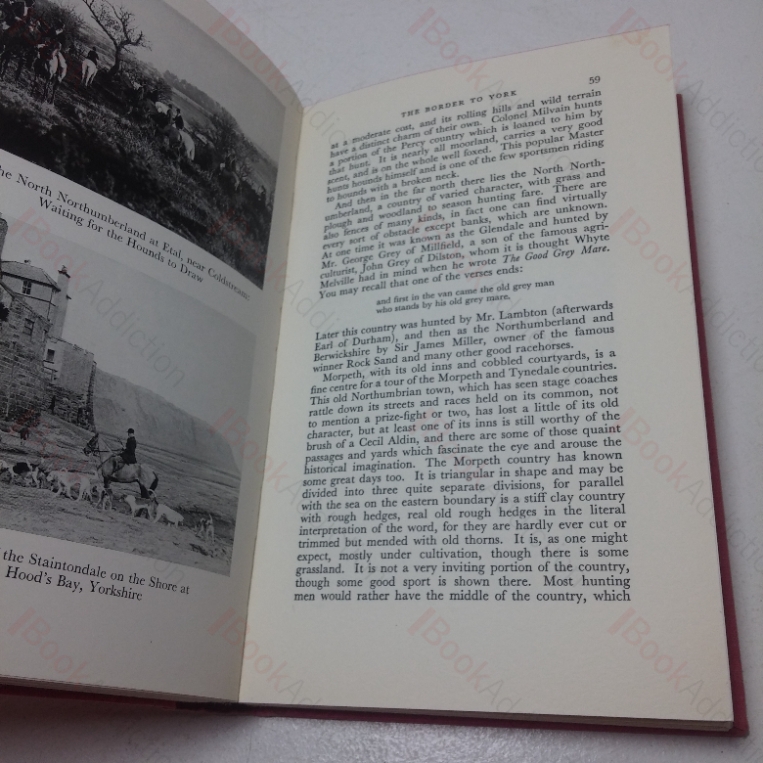 he North Northumberland at Etal, near Coldstream:
Waiting for the Hounds to Draw
f the Staintondale on the Shore at
Hood's Bay, Yorkshire
THE BORDER TO YORK
59
at a moderate cost, and its rolling hills and wild terrain
have a distinct charm of their own. Colonel Milvain hunts
a portion of the Percy country which is loaned to him by
that hunt. It is nearly all moorland, carries a very good
scent, and is on the whole well foxed. This popular Master
hunts hounds himself and is one of the few sportsmen riding
to hounds with a broken neck.
And then in the far north there lies the North North-
umberland, a country of varied character, with grass and
plough and woodland to season hunting fare. There are
also fences of many kinds, in fact one can find virtually
every sort of obstacle except banks, which are unknown.
At one time it was known as the Glendale and hunted by
Mr. George Grey of Millfield, a son of the famous agri-
culturist, John Grey of Dilston, whom it is thought Whyte
Melville had in mind when he wrote The Good Grey Mare.
You may recall that one of the verses ends:
and first in the van came the old grey man
who stands by his old grey mare.
Later this country was hunted by Mr. Lambton (afterwards
Earl of Durham), and then as the Northumberland and
Berwickshire by Sir James Miller, owner of the famous
winner Rock Sand and many other good racehorses.
Morpeth, with its old inns and cobbled courtyards, is a
fine centre for a tour of the Morpeth and Tynedale countries.
This old Northumbrian town, which has seen stage coaches
rattle down its streets and races held on its common, not
to mention a prize-fight or two, has lost a little of its old
character, but at least one of its inns is still worthy of the
brush of a Cecil Aldin, and there are some of those quaint
passages and yards which fascinate the eye and arouse the
historical imagination. The Morpeth country has known
some great days too. It is triangular in shape and may be
divided into three quite separate divisions, for parallel
with the sea on the eastern boundary is a stiff clay country
with rough hedges, real old rough hedges in the literal
interpretation of the word, for they are hardly ever cut or
trimmed but mended with old thorns. It is, as one might
expect, mostly under cultivation, though there is some
grassland. It is not a very inviting portion of the country,
though some good sport is shown there. Most hunting
men would rather have the middle of the country, which
BookAddiction